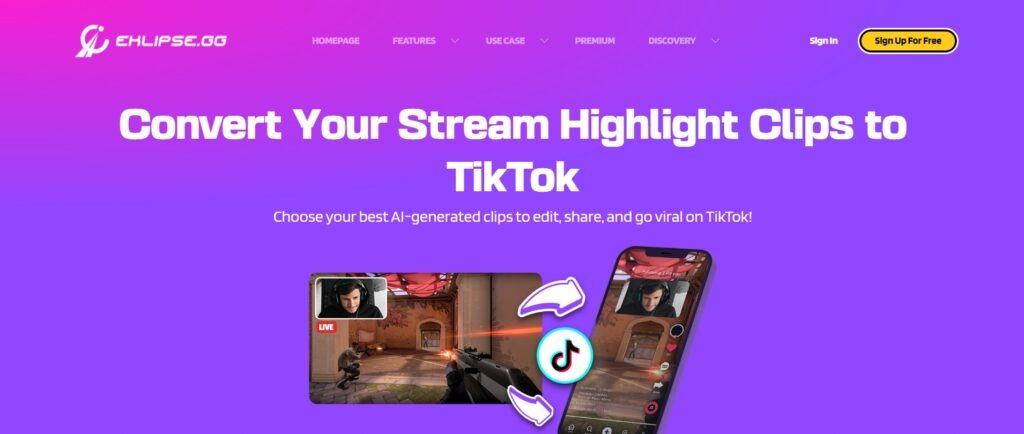 EHLIPSE.GG
HOMEPAGE
FEATURES
USE CASE
PREMIUM
DISCOVERY
Sign In
Sign Up For Free
Convert Your Stream Highlight Clips to
TikTok
Choose your best AI-generated clips to edit, share, and go viral on TikTok!
LIVE